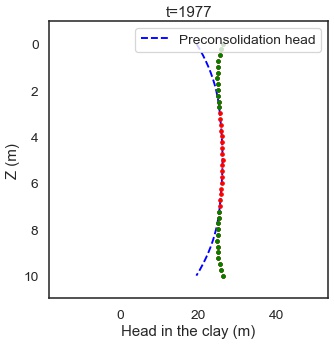 t=1977
Preconsolidation head
0
2
4
6
8
10
Z (m)
0
20
40
Head in the clay (m)